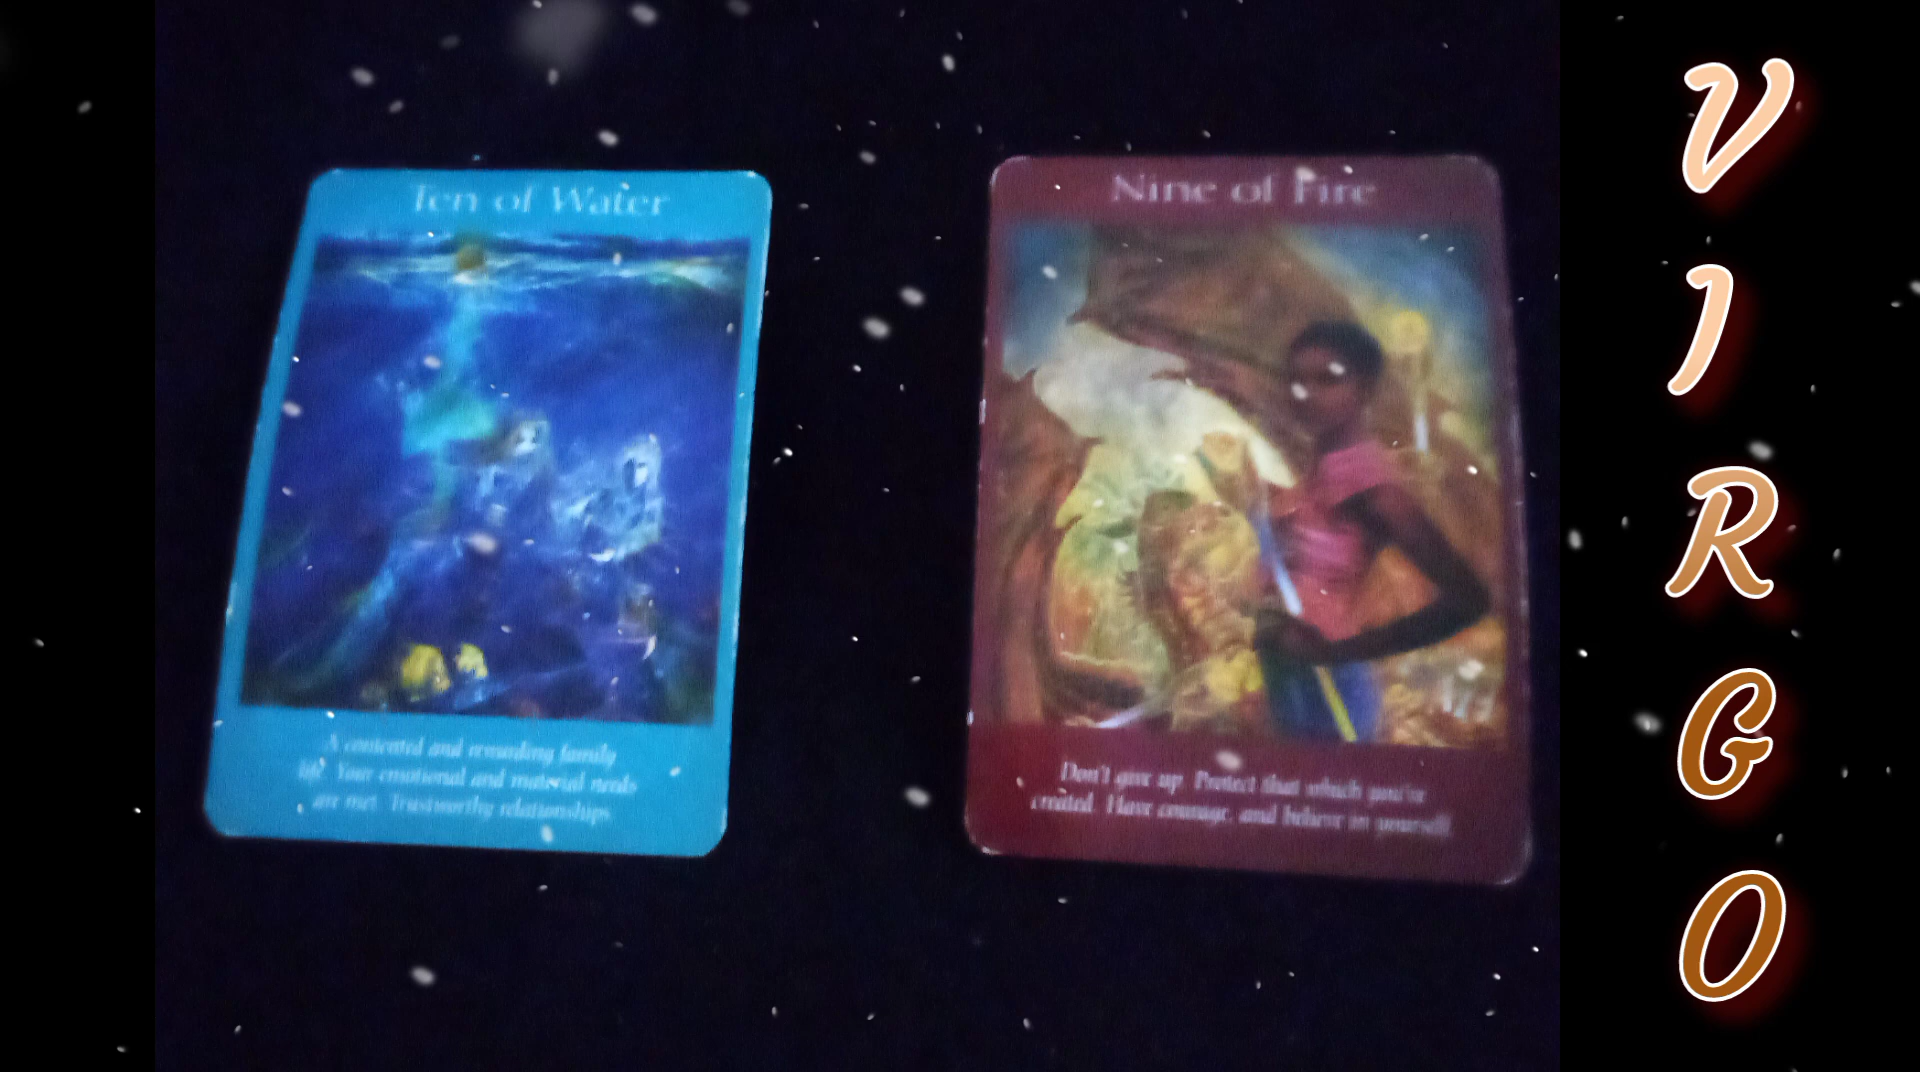 Ten of Water
A contented and rewarding family
life. Your emotional and material needs
are met. Trustworthy relationships.
Nine of Fire
Don't give up. Protect that which you've
created. Have courage, and believe in yourself.
VIRGO